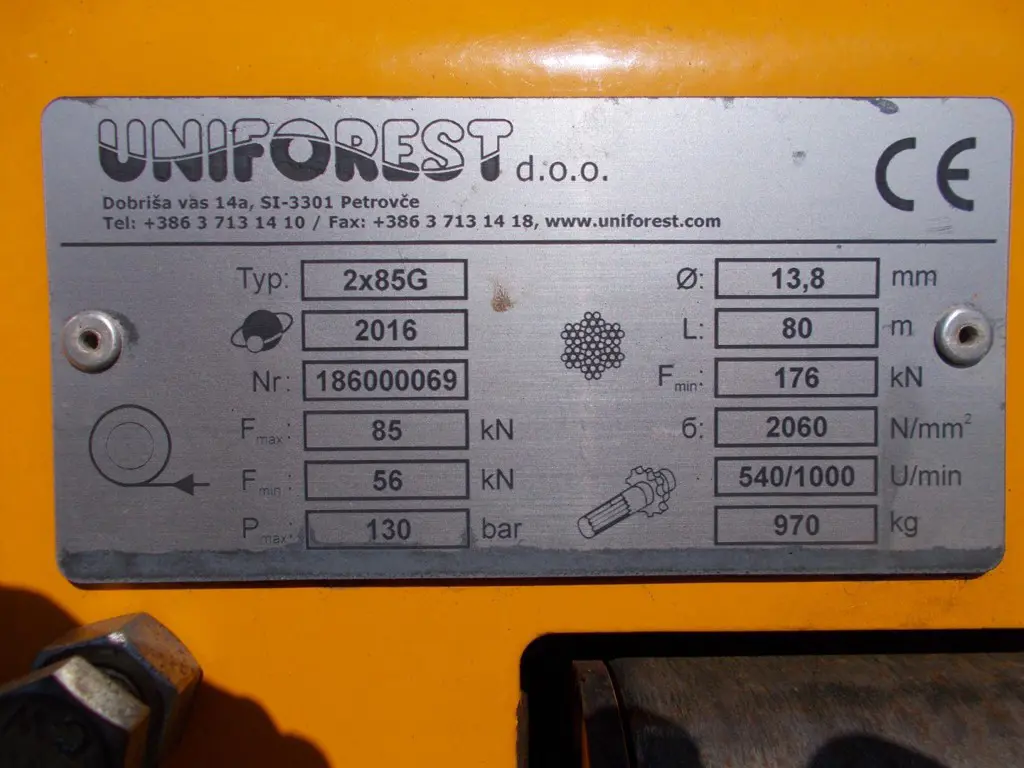 UNIFOREST d.o.o.
Dobriša vas 14a, SI-3301 Petrovče
Tel: +386 3 713 14 10 / Fax: +386 3 713 14 18, www.uniforest.com
CE
Typ: 2x85G
2016
Nr: 186000069
Fmax: 85 kN
Fmin: 56 kN
Pmax: 130 bar
Ø: 13,8 mm
L: 80 m
Fmin: 176 kN
б: 2060 N/mm²
540/1000 U/min
970 kg